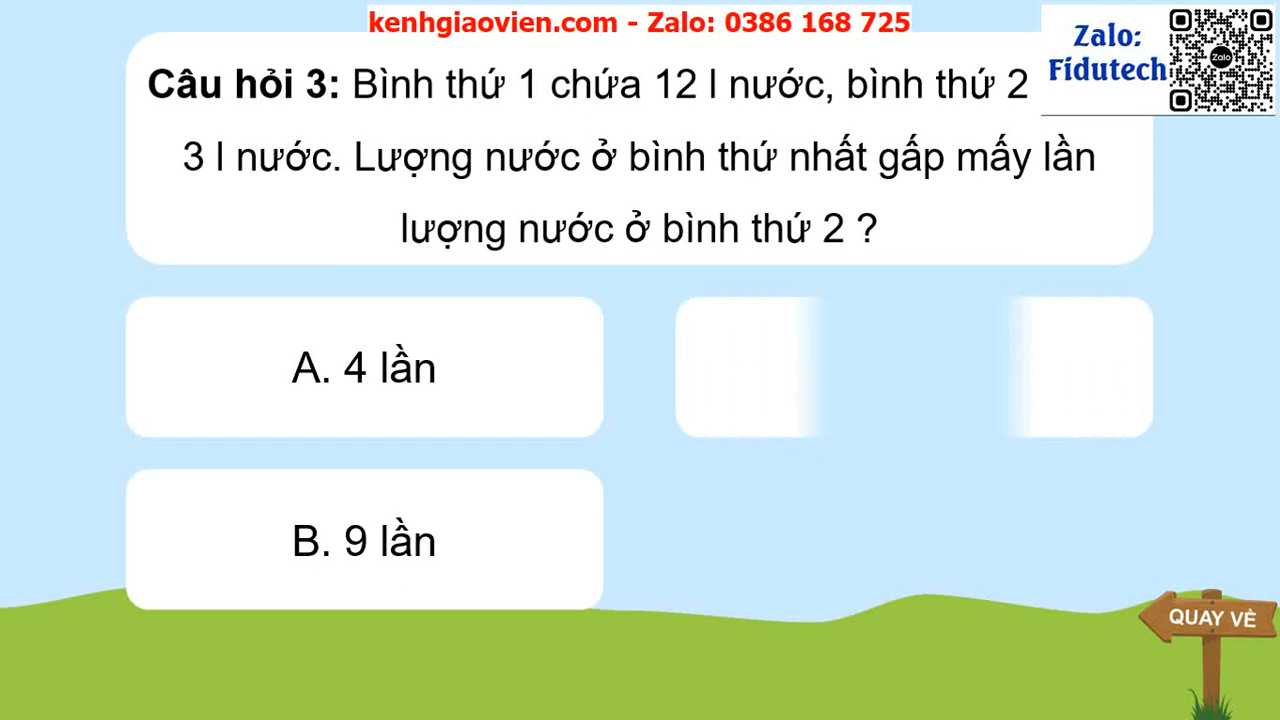 kenhgiaovien.com - Zalo: 0386 168 725
Zalo:
Fidutech
Zalo
Câu hỏi 3: Bình thứ 1 chứa 12 l nước, bình thứ 2
3 l nước. Lượng nước ở bình thứ nhất gấp mấy lần
lượng nước ở bình thứ 2 ?
A. 4 lần
B. 9 lần
QUAY VỀ